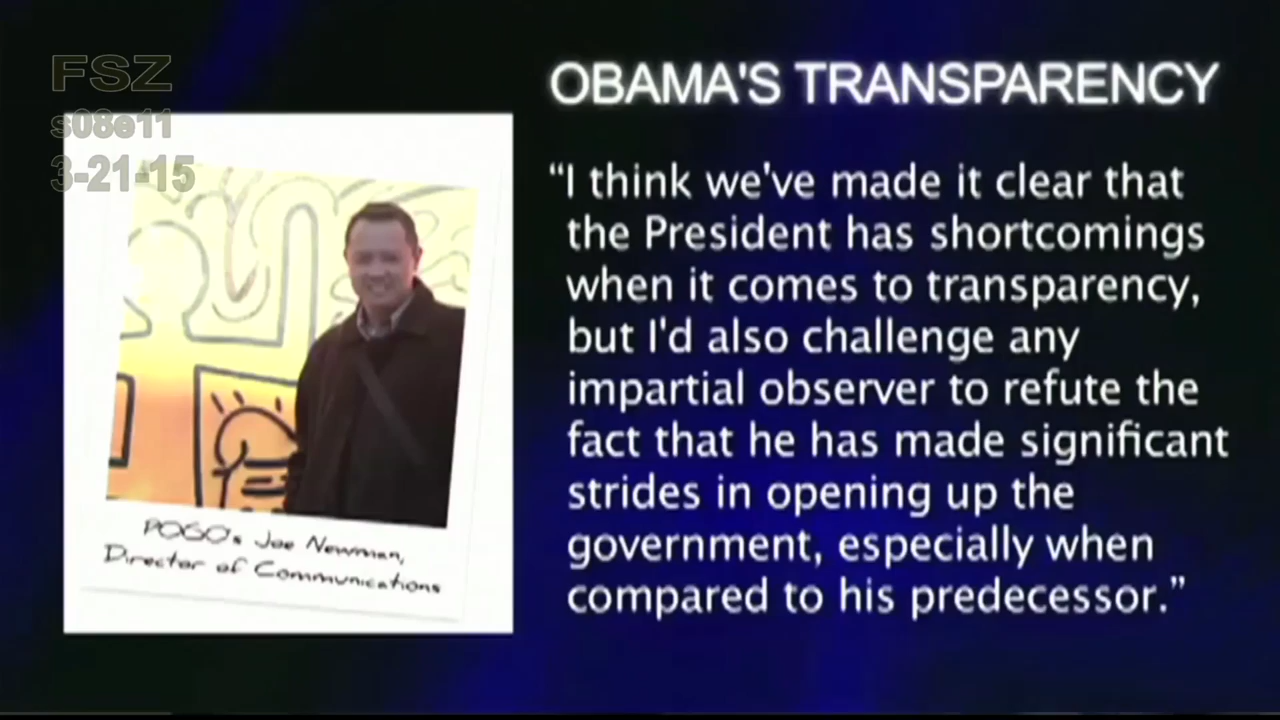 FSZ
s08e11
3-21-15
OBAMA'S TRANSPARENCY
“I think we've made it clear that
the President has shortcomings
when it comes to transparency,
but I'd also challenge any
impartial observer to refute the
fact that he has made significant
strides in opening up the
government, especially when
compared to his predecessor.”
POGO's Joe Newman,
Director of Communications